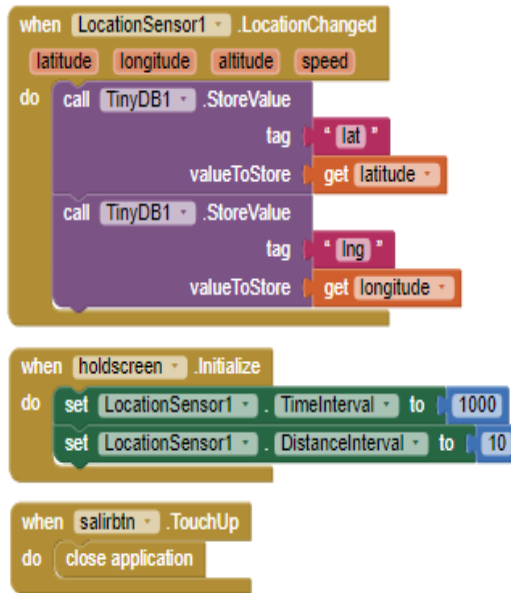 when LocationSensor1 .LocationChanged
latitude longitude altitude speed
do call TinyDB1 .StoreValue
tag " lat "
valueToStore get latitude
call TinyDB1 .StoreValue
tag " lng "
valueToStore get longitude
when holdscreen .Initialize
do set LocationSensor1 . TimeInterval to 1000
set LocationSensor1 . DistanceInterval to 10
when salirbtn .TouchUp
do close application